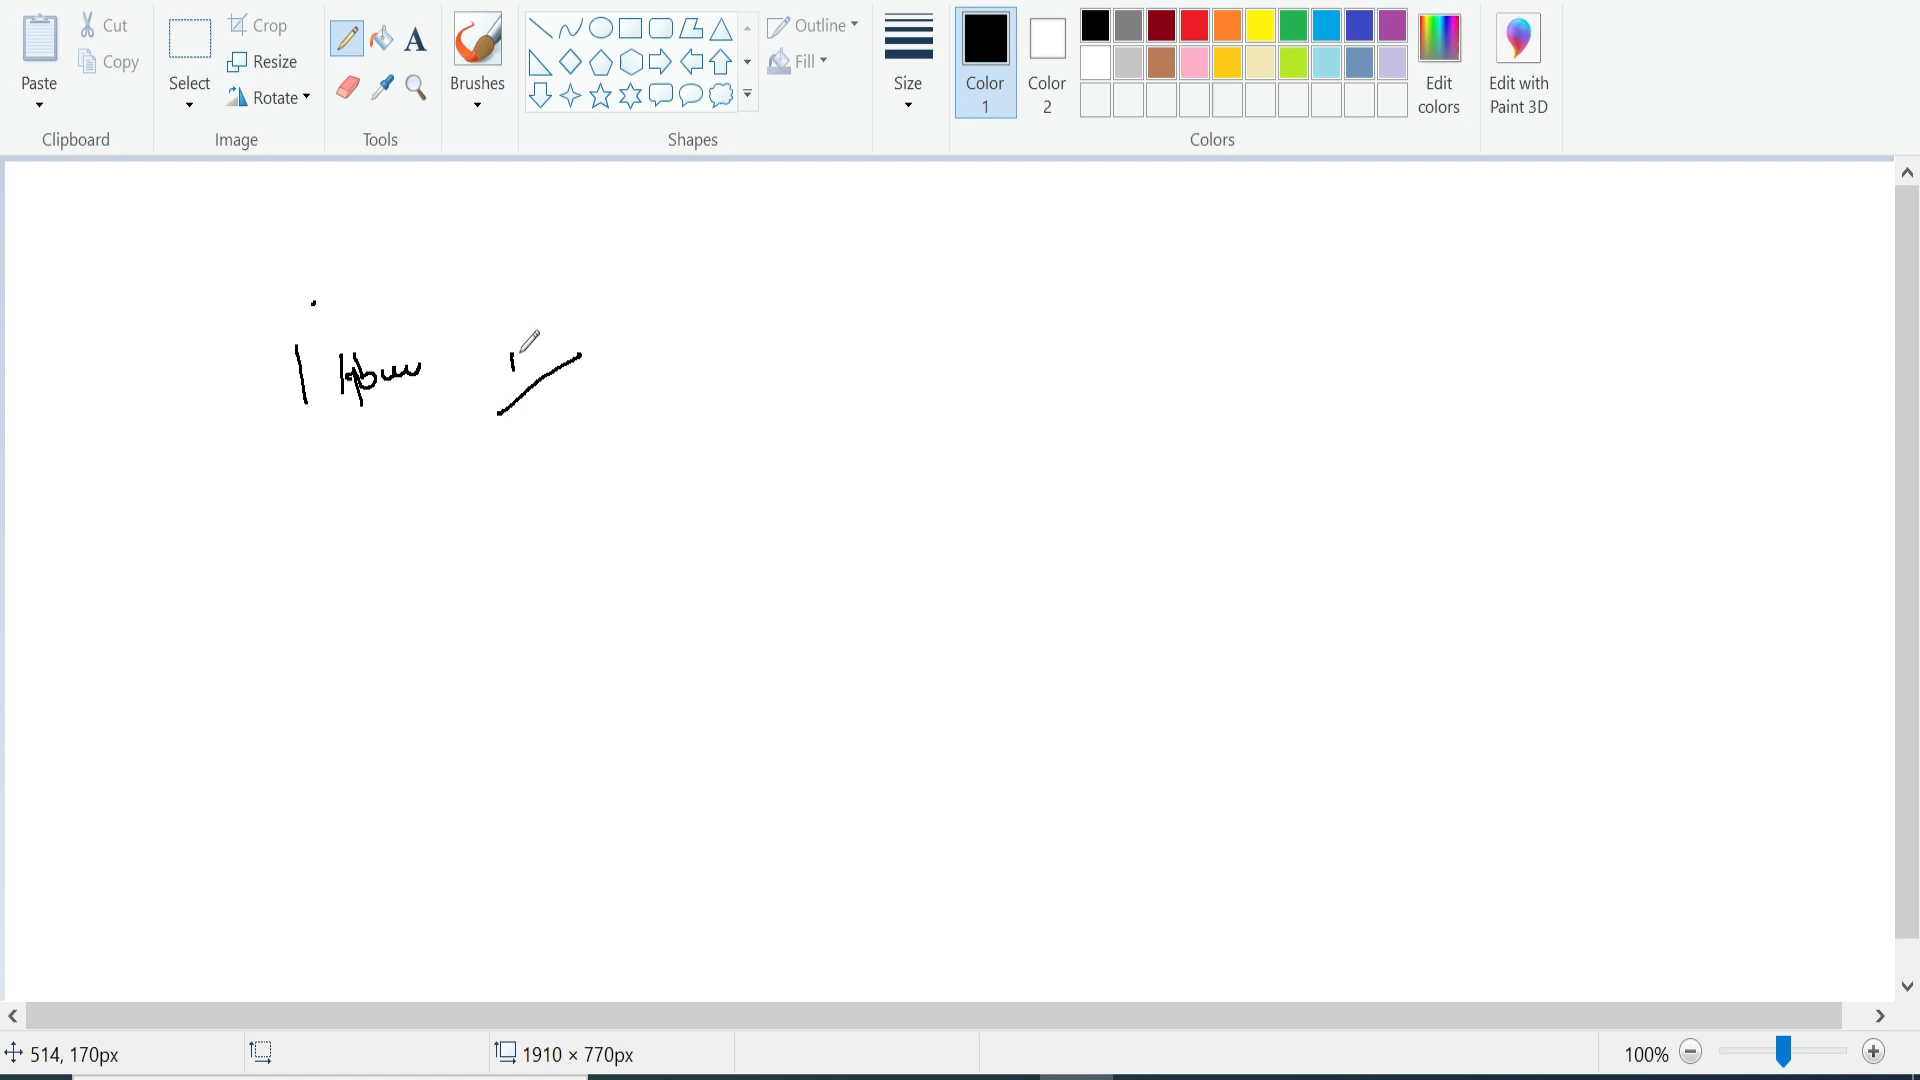 Paste
Cut
Copy
Clipboard
Select
Crop
Resize
Rotate
Image
Tools
Brushes
Shapes
Outline
Fill
Size
Color
1
Color
2
Colors
Edit
colors
Edit with
Paint 3D
514, 170px
1910 × 770px
100%